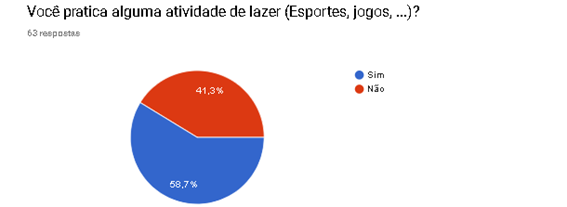 Você pratica alguma atividade de lazer (Esportes, jogos, ...)?
63 respostas
Sim
Não
41,3%
58,7%